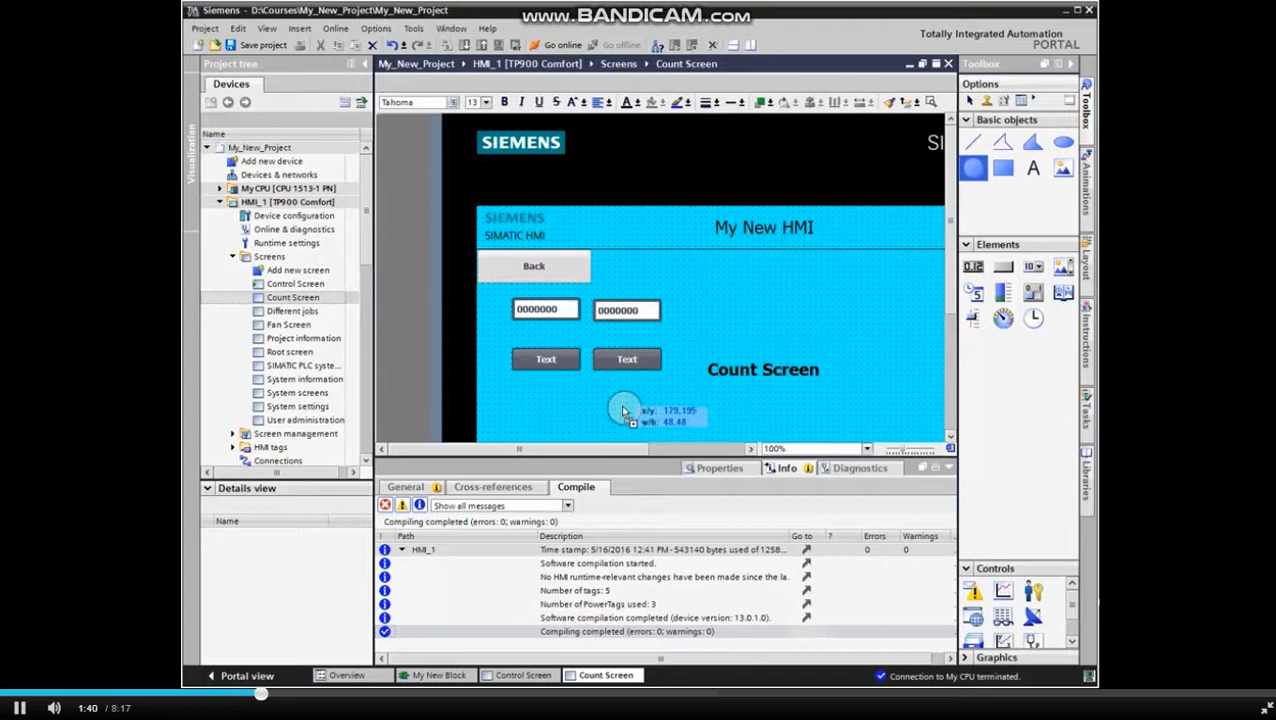 Siemens - D:\Courses\My_New_Project\My_New_Project
www.BANDICAM.com
Project Edit View Insert Online Options Tools Window Help
Totally Integrated Automation
PORTAL
Save project
Go online
Go offline
Project tree
My_New_Project HMI_1 [TP900 Comfort] Screens Count Screen
Toolbox
Devices
Options
Tahoma
13
B I U S A
Name
Basic objects
My_New_Project
Add new device
Devices & networks
My CPU [CPU 1513-1 PN]
HMI_1 [TP900 Comfort]
Device configuration
Online & diagnostics
Runtime settings
Screens
Add new screen
Control Screen
Count Screen
Different jobs
Fan Screen
Project information
Root screen
SIMATIC PLC syste...
System information
System screens
System settings
User administration
Screen management
HMI tags
Connections
Visualization
SIEMENS
SI
SIEMENS
SIMATIC HMI
My New HMI
Back
0000000
0000000
Text
Text
Count Screen
x/y: 179,195
w/h: 48,48
100%
Elements
Toolbox
Animations
Layout
Instructions
Tasks
Libraries
Properties
Info
Diagnostics
Details view
Name
General
Cross-references
Compile
Show all messages
Compiling completed (errors: 0; warnings: 0)
! Path Description Go to ? Errors Warnings
HMI_1 Time stamp: 5/16/2016 12:41 PM - 543140 bytes used of 1258... 0 0
Software compilation started.
No HMI runtime-relevant changes have been made since the la.
Number of tags: 5
Number of PowerTags used: 3
Software compilation completed (device version: 13.0.1.0).
Compiling completed (errors: 0; warnings: 0)
Controls
Graphics
Portal view
Overview
My New Block
Control Screen
Count Screen
Connection to My CPU terminated.
1:40 / 8:17